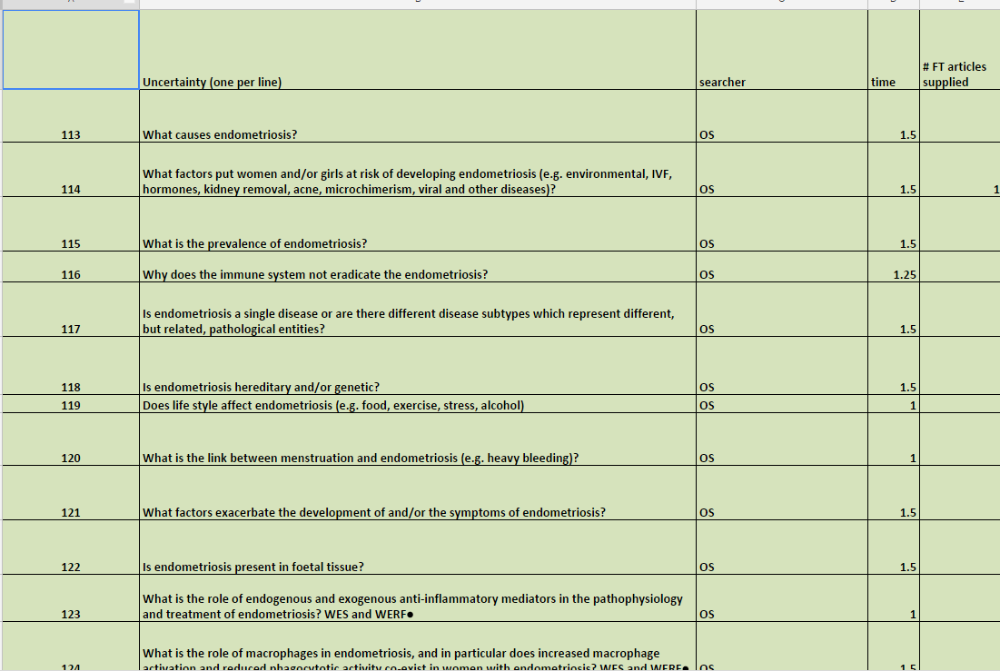 Uncertainty (one per line) searcher time # FT articles supplied
113 What causes endometriosis? OS 1.5
What factors put women and/or girls at risk of developing endometriosis (e.g. environmental, IVF,
114 hormones, kidney removal, acne, microchimerism, viral and other diseases)? OS 1.5 1
115 What is the prevalence of endometriosis? OS 1.5
116 Why does the immune system not eradicate the endometriosis? OS 1.25
Is endometriosis a single disease or are there different disease subtypes which represent different,
117 but related, pathological entities? OS 1.5
118 Is endometriosis hereditary and/or genetic? OS 1.5
119 Does life style affect endometriosis (e.g. food, exercise, stress, alcohol) OS 1
120 What is the link between menstruation and endometriosis (e.g. heavy bleeding)? OS 1
121 What factors exacerbate the development of and/or the symptoms of endometriosis? OS 1.5
122 Is endometriosis present in foetal tissue? OS 1.5
What is the role of endogenous and exogenous anti-inflammatory mediators in the pathophysiology
123 and treatment of endometriosis? WES and WERF● OS 1
What is the role of macrophages in endometriosis, and in particular does increased macrophage
124 activation and reduced phagocytotic activity co-exist in women with endometriosis? WES and WERF● OS 1.5